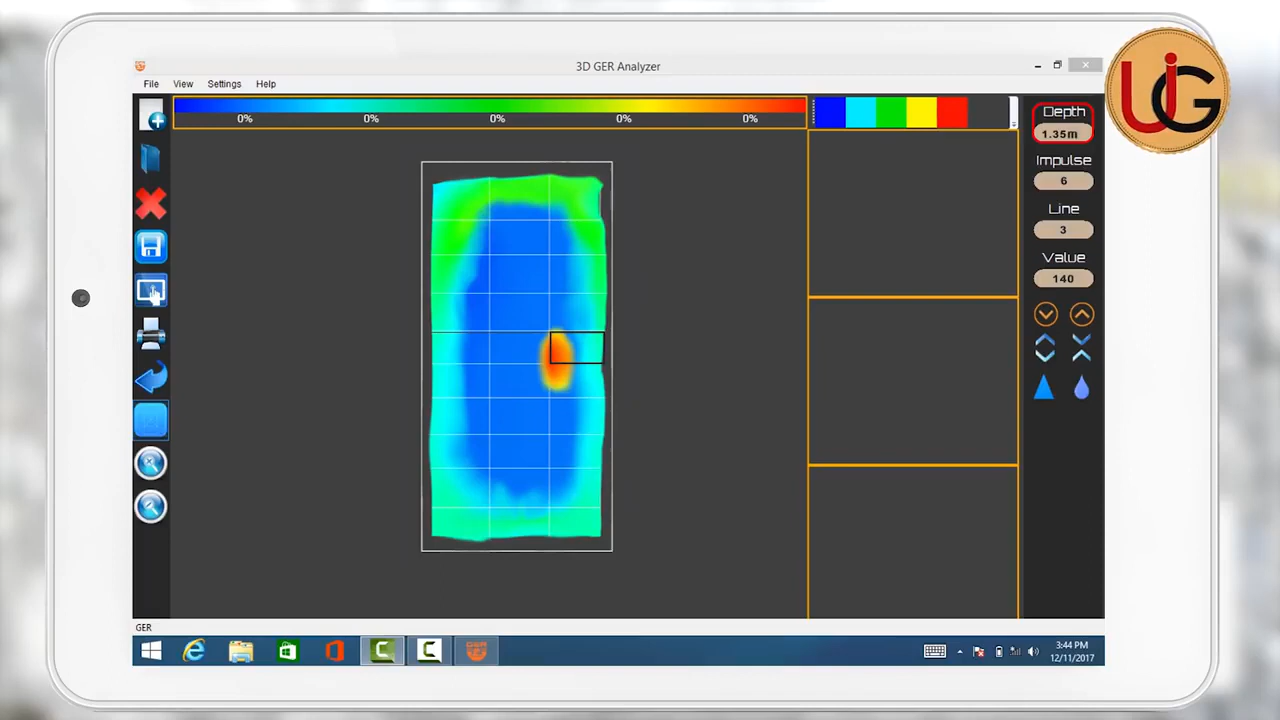 UiG
3D GER Analyzer
File View Settings Help
0% 0% 0% 0% 0%
Depth
1.35m
Impulse
6
Line
3
Value
140
GER
3:44 PM
12/11/2017